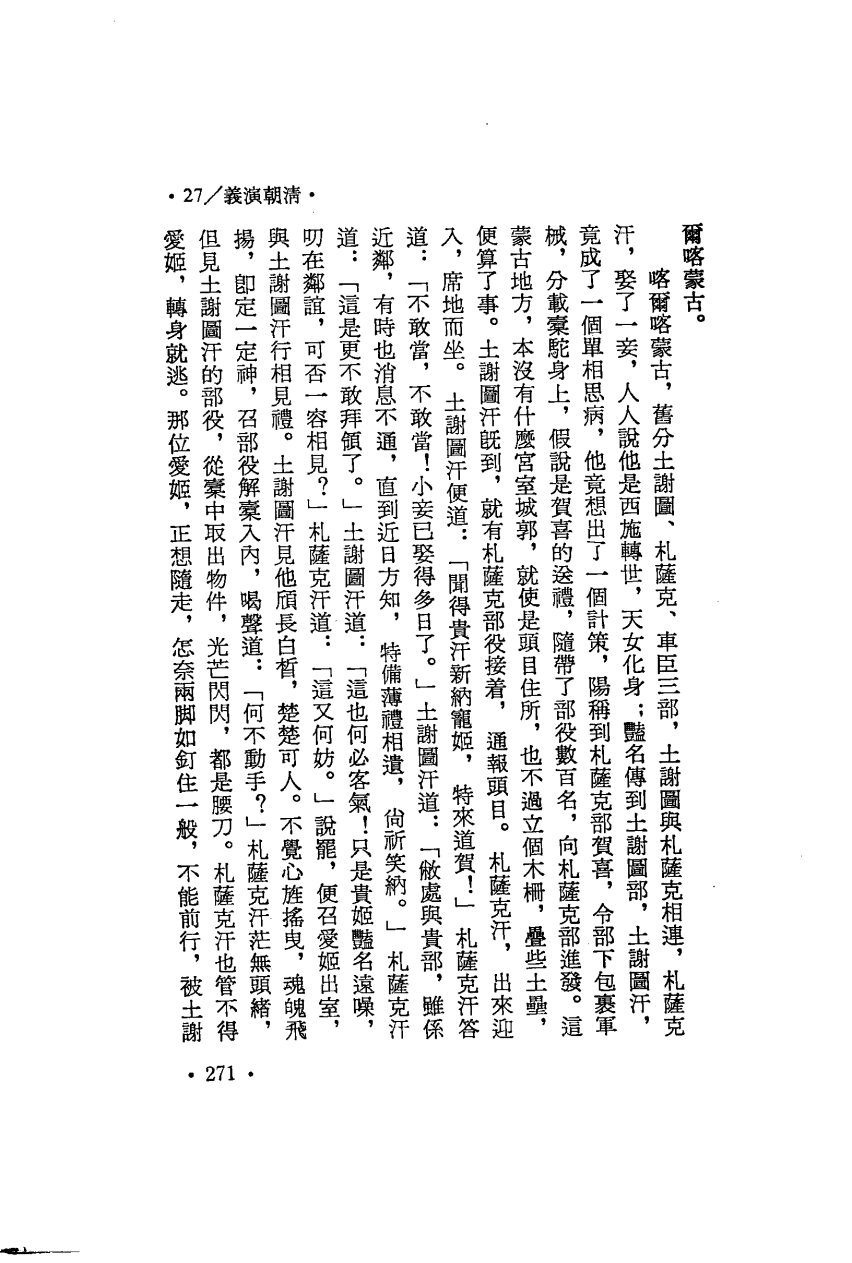 ・27／義演朝清・
爾喀蒙古。
喀爾喀蒙古，舊分土謝圖、札薩克、車臣三部，土謝圖與札薩克相連，札薩克
汗，娶了一妾，人人說他是西施轉世，天女化身；豔名傳到土謝圖部，土謝圖汗，
竟成了一個單相思病，他竟想出了一個計策，陽稱到札薩克部賀喜，令部下包裹軍
械，分載橐駝身上，假說是賀喜的送禮，隨帶了部役數百名，向札薩克部進發。這
蒙古地方，本沒有什麼宮室城郭，就使是頭目住所，也不過立個木柵，疊些土壘，
便算了事。土謝圖汗旣到，就有札薩克部役接着，通報頭目。札薩克汗，出來迎
入，席地而坐。土謝圖汗便道：「聞得貴汗新納寵姬，特來道賀！」札薩克汗答
道：「不敢當，不敢當！小妾已娶得多日了。」土謝圖汗道：「敝處與貴部，雖係
近鄰，有時也消息不通，直到近日方知，特備薄禮相遺，尙祈笑納。」札薩克汗
道：「這是更不敢拜領了。」土謝圖汗道：「這也何必客氣！只是貴姬豔名遠噪，
叨在鄰誼，可否一容相見？」札薩克汗道：「這又何妨。」說罷，便召愛姬出室，
與土謝圖汗行相見禮。土謝圖汗見他頎長白皙，楚楚可人。不覺心旌搖曳，魂魄飛
揚，卽定一定神，召部役解橐入內，喝聲道：「何不動手？」札薩克汗茫無頭緒，
但見土謝圖汗的部役，從橐中取出物件，光芒閃閃，都是腰刀。札薩克汗也管不得
愛姬，轉身就逃。那位愛姬，正想隨走，怎奈兩脚如釘住一般，不能前行，被土謝
・271・